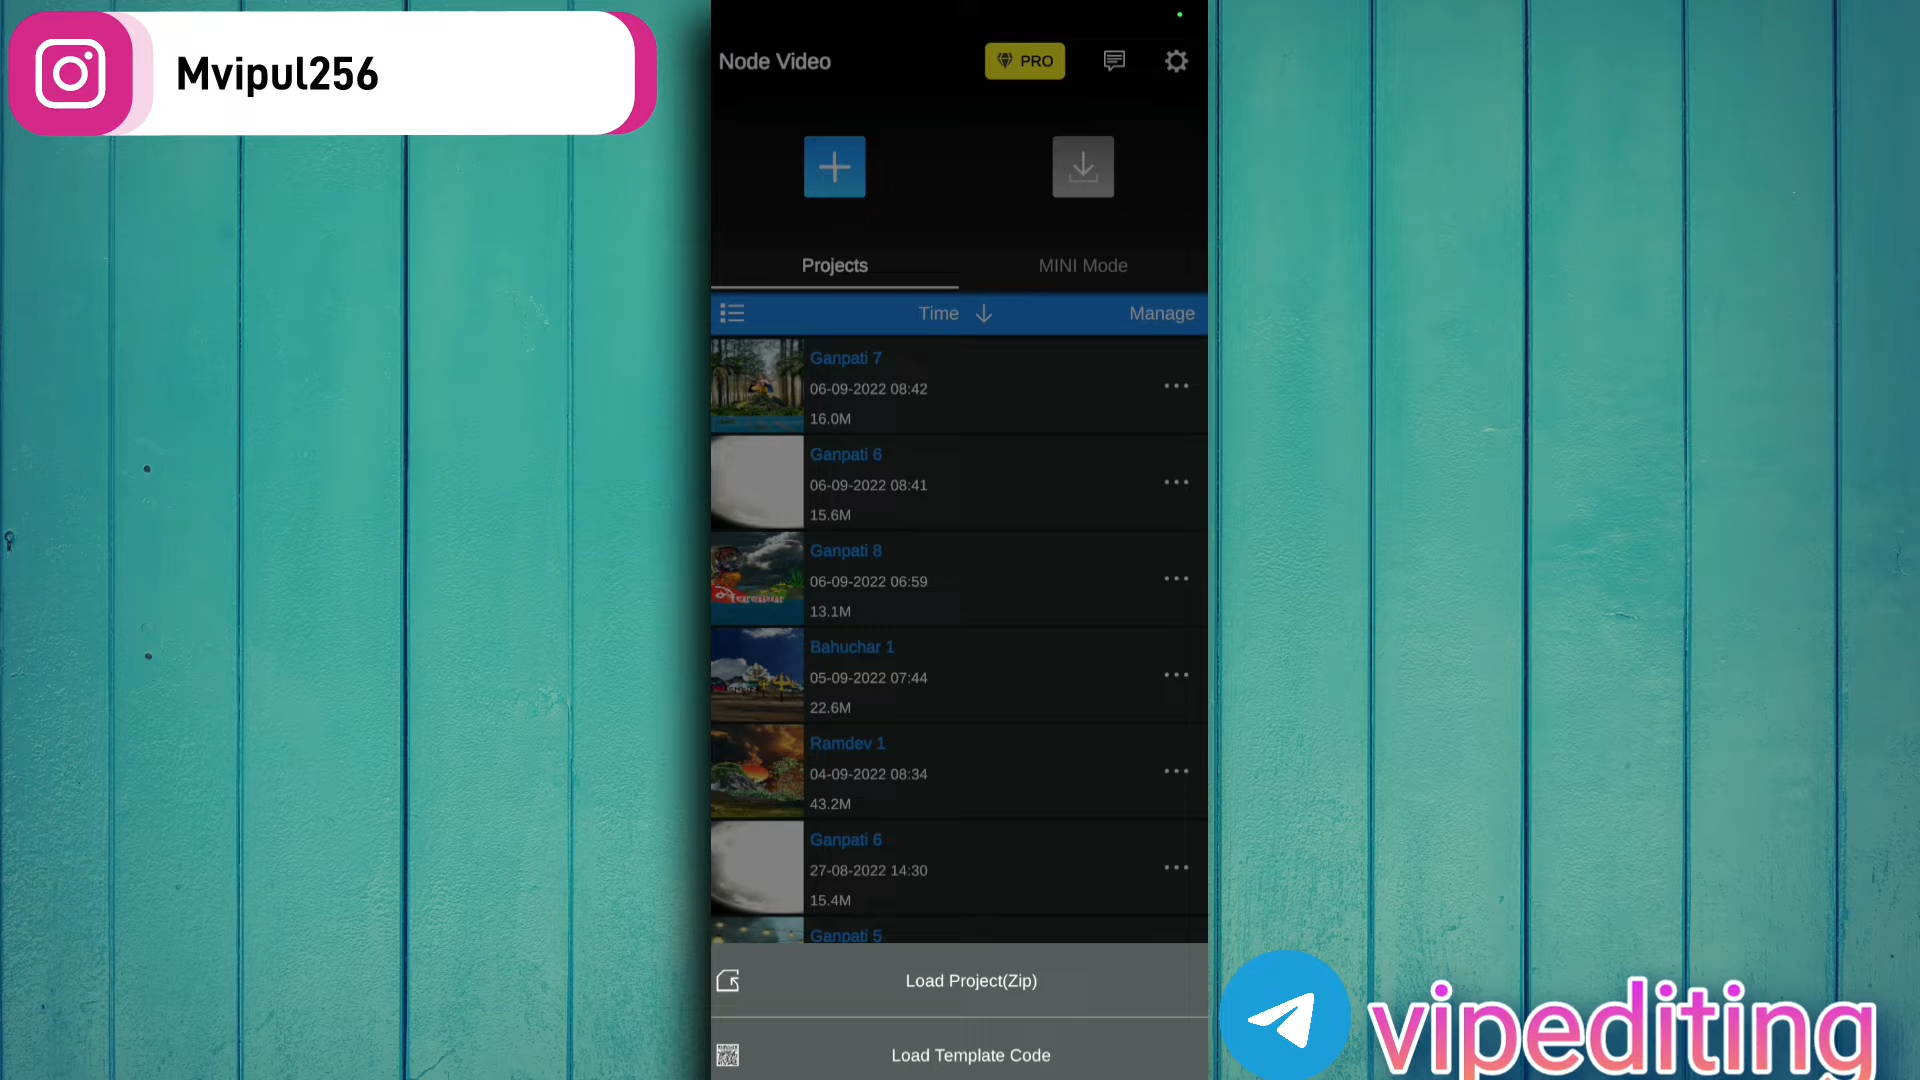 Mvipul256
Node Video
PRO
Projects
MINI Mode
Time
Manage
Ganpati 7
06-09-2022 08:42
16.0M
Ganpati 6
06-09-2022 08:41
15.6M
Ganpati 8
06-09-2022 06:59
13.1M
Bahuchar 1
05-09-2022 07:44
22.6M
Ramdev 1
04-09-2022 08:34
43.2M
Ganpati 6
27-08-2022 14:30
15.4M
Ganpati 5
Load Project(Zip)
Load Template Code
vipediting